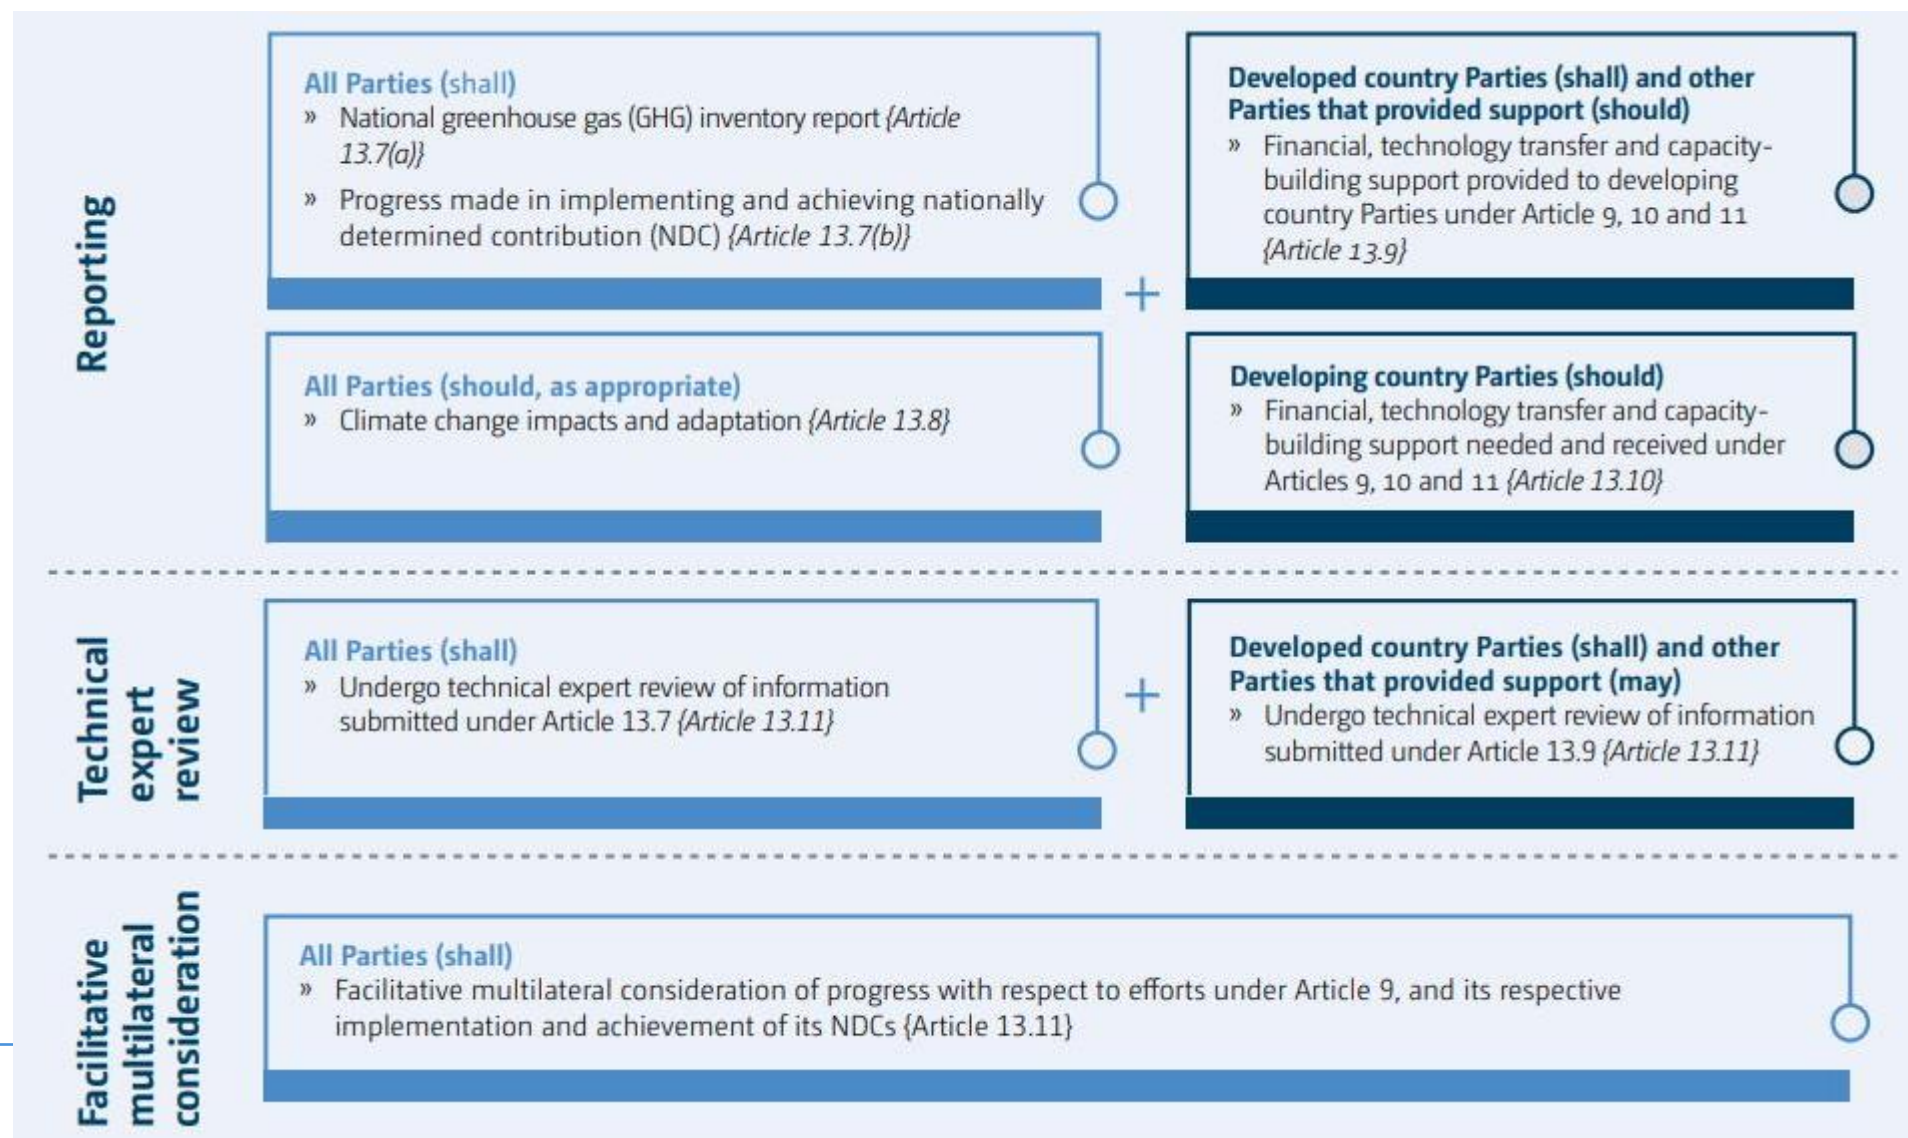 Reporting
All Parties (shall)
» National greenhouse gas (GHG) inventory report {Article
13.7(a)}
» Progress made in implementing and achieving nationally
determined contribution (NDC) {Article 13.7(b)}
+
Developed country Parties (shall) and other
Parties that provided support (should)
» Financial, technology transfer and capacity-
building support provided to developing
country Parties under Article 9, 10 and 11
{Article 13.9}
All Parties (should, as appropriate)
» Climate change impacts and adaptation {Article 13.8}
Developing country Parties (should)
» Financial, technology transfer and capacity-
building support needed and received under
Articles 9, 10 and 11 {Article 13.10}
Technical
expert
review
All Parties (shall)
» Undergo technical expert review of information
submitted under Article 13.7 {Article 13.11}
+
Developed country Parties (shall) and other
Parties that provided support (may)
» Undergo technical expert review of information
submitted under Article 13.9 {Article 13.11}
Facilitative
multilateral
consideration
All Parties (shall)
» Facilitative multilateral consideration of progress with respect to efforts under Article 9, and its respective
implementation and achievement of its NDCs {Article 13.11}